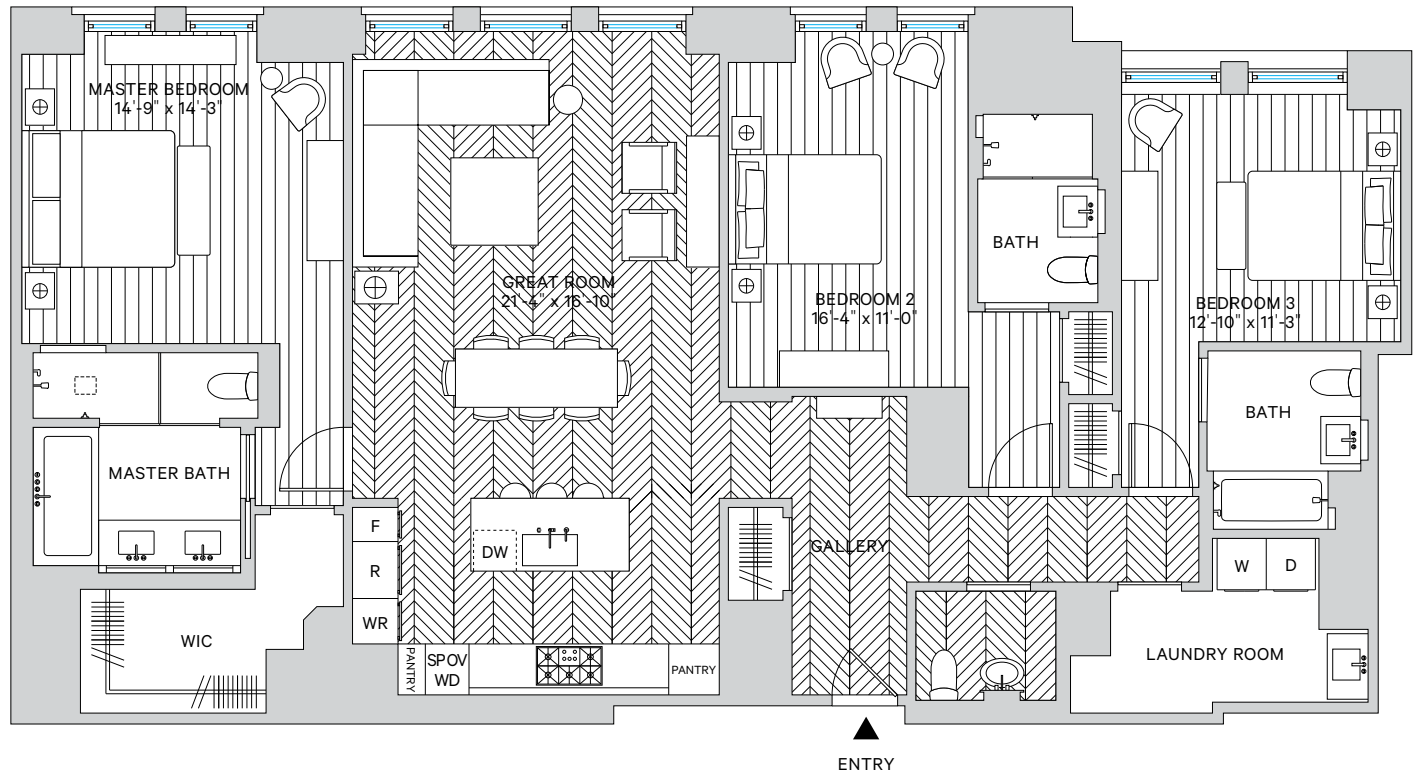 MASTER BEDROOM
14'-9" x 14'-3"
GREAT ROOM
21'-4" x 16'-10"
BEDROOM 2
16'-4" x 11'-0"
BATH
BEDROOM 3
12'-10" x 11'-3"
BATH
MASTER BATH
F
R
WR
DW
GALLERY
W
D
WIC
PANTRY
SPOV
WD
PANTRY
LAUNDRY ROOM
ENTRY